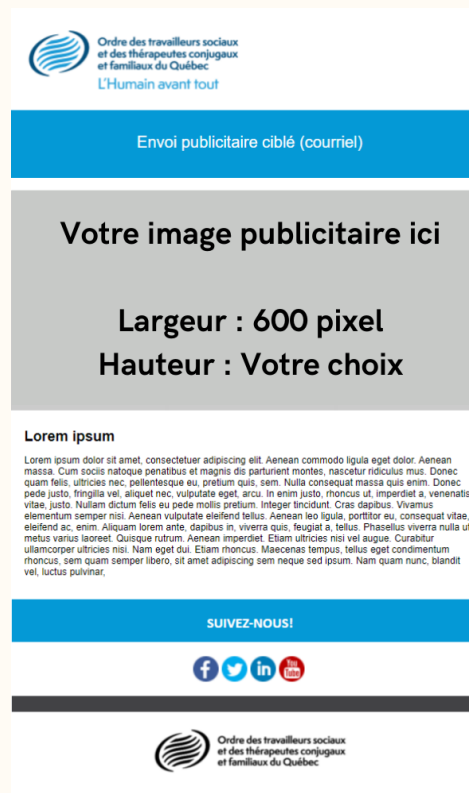 Ordre des travailleurs sociaux
et des thérapeutes conjugaux
et familiaux du Québec
L'Humain avant tout
Envoi publicitaire ciblé (courriel)
Votre image publicitaire ici
Largeur : 600 pixel
Hauteur : Votre choix
Lorem ipsum
Lorem ipsum dolor sit amet, consectetuer adipiscing elit. Aenean commodo ligula eget dolor. Aenean
massa. Cum sociis natoque penatibus et magnis dis parturient montes, nascetur ridiculus mus. Donec
quam felis, ultricies nec, pellentesque eu, pretium quis, sem. Nulla consequat massa quis enim. Donec
pede justo, fringilla vel, aliquet nec, vulputate eget, arcu. In enim justo, rhoncus ut, imperdiet a, venenatis
vitae, justo. Nullam dictum felis eu pede mollis pretium. Integer tincidunt. Cras dapibus. Vivamus
elementum semper nisi. Aenean vulputate eleifend tellus. Aenean leo ligula, porttitor eu, consequat vitae,
eleifend ac, enim. Aliquam lorem ante, dapibus in, viverra quis, feugiat a, tellus. Phasellus viverra nulla ut
metus varius laoreet. Quisque rutrum. Aenean imperdiet. Etiam ultricies nisi vel augue. Curabitur
ullamcorper ultricies nisi. Nam eget dui. Etiam rhoncus. Maecenas tempus, tellus eget condimentum
rhoncus, sem quam semper libero, sit amet adipiscing sem neque sed ipsum. Nam quam nunc, blandit
vel, luctus pulvinar,
SUIVEZ-NOUS!
You
Tube
Ordre des travailleurs sociaux
et des thérapeutes conjugaux
et familiaux du Québec